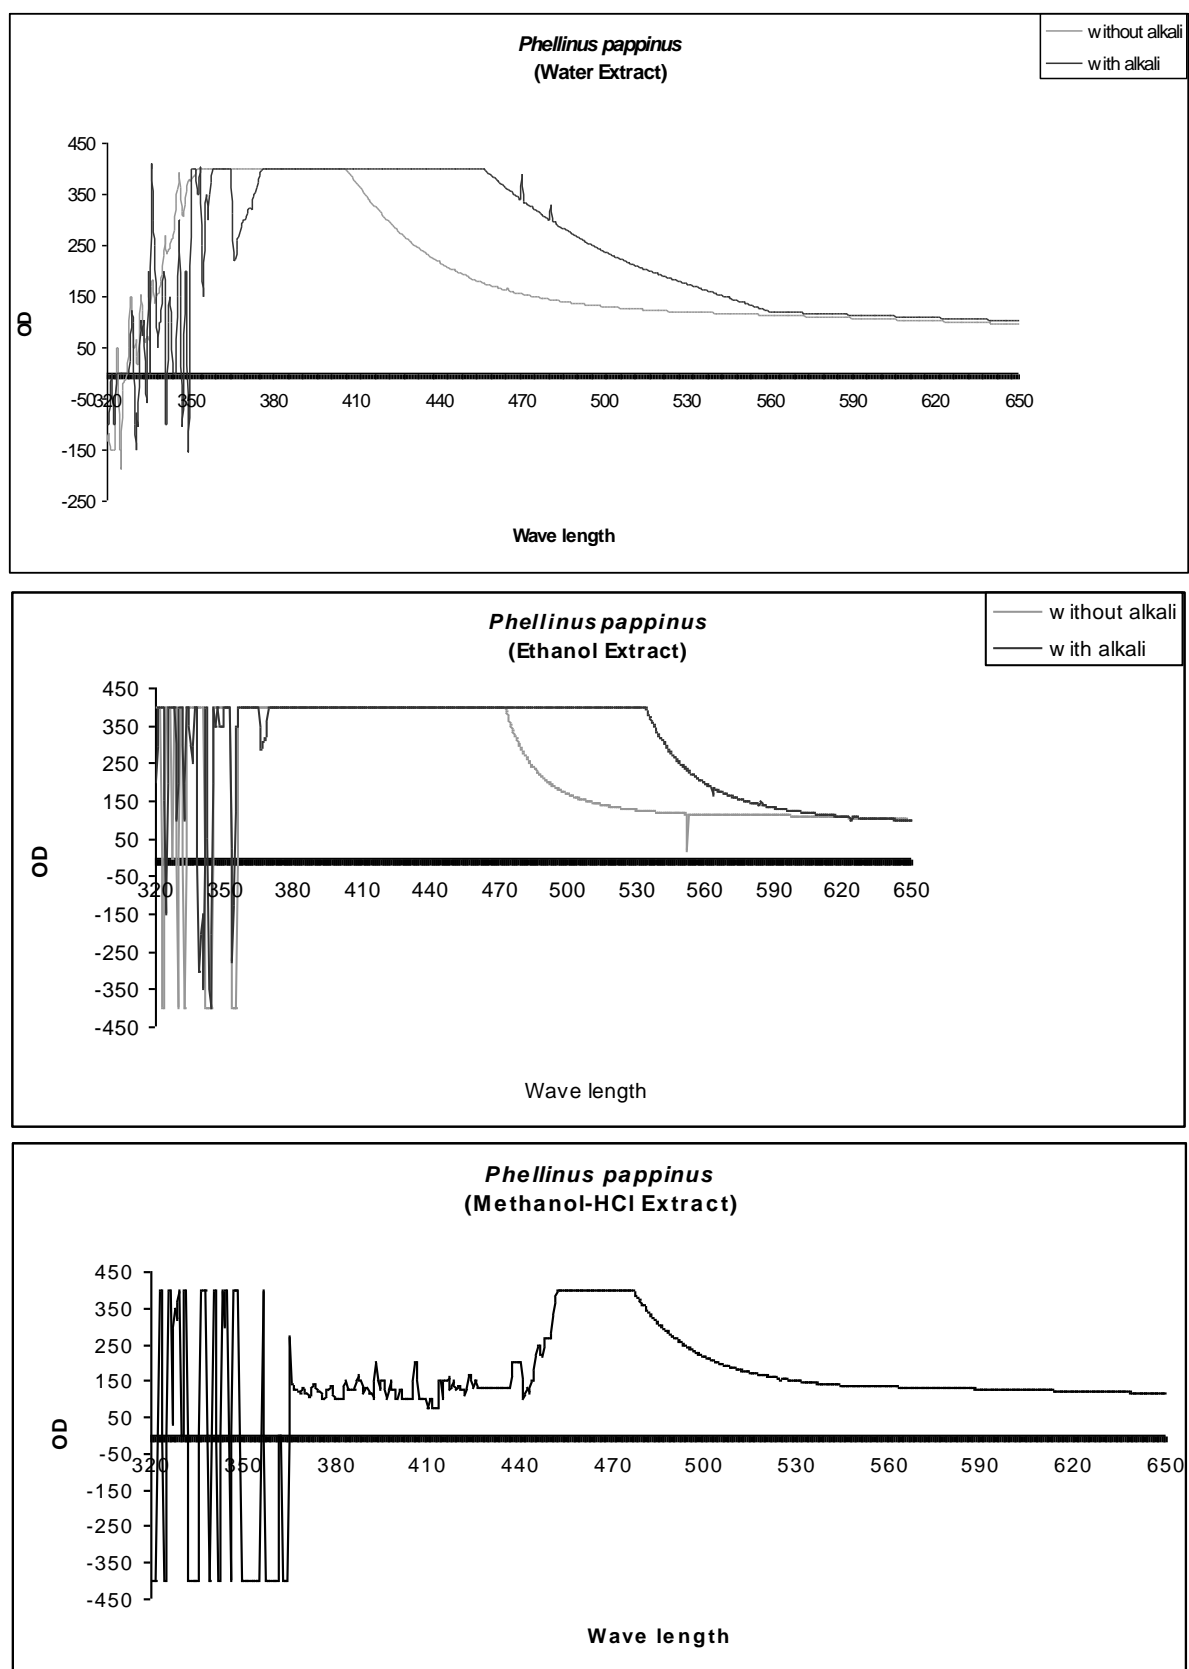 Phellinus pappinus
(Water Extract)
without alkali
with alkali
450
350
250
150
50
-50
-150
-250
OD
320 350 380 410 440 470 500 530 560 590 620 650
Wave length
Phellinus pappinus
(Ethanol Extract)
without alkali
with alkali
450
350
250
150
50
-50
-150
-250
-350
-450
OD
320 350 380 410 440 470 500 530 560 590 620 650
Wave length
Phellinus pappinus
(Methanol-HCl Extract)
450
350
250
150
50
-50
-150
-250
-350
-450
OD
320 350 380 410 440 470 500 530 560 590 620 650
Wave length